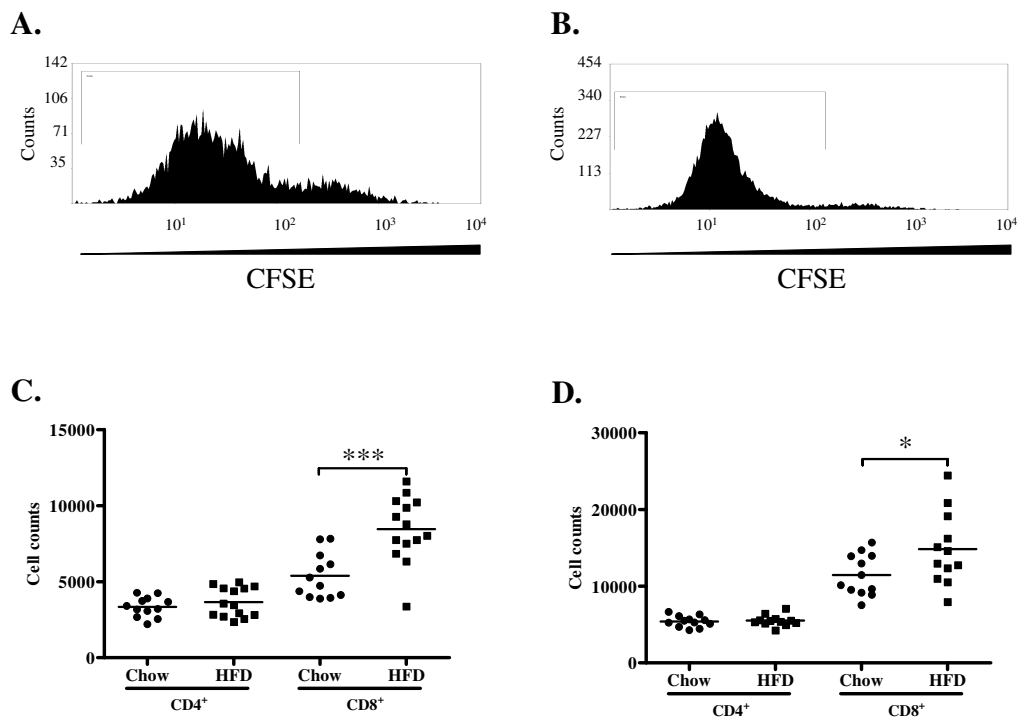 A.
142
106
71
35
Counts
10¹ 10² 10³ 10⁴
CFSE
B.
454
340
227
113
Counts
10¹ 10² 10³ 10⁴
CFSE
C.
15000
10000
5000
0
Cell counts
***
Chow HFD Chow HFD
CD4⁺ CD8⁺
D.
30000
20000
10000
0
Cell counts
*
Chow HFD Chow HFD
CD4⁺ CD8⁺